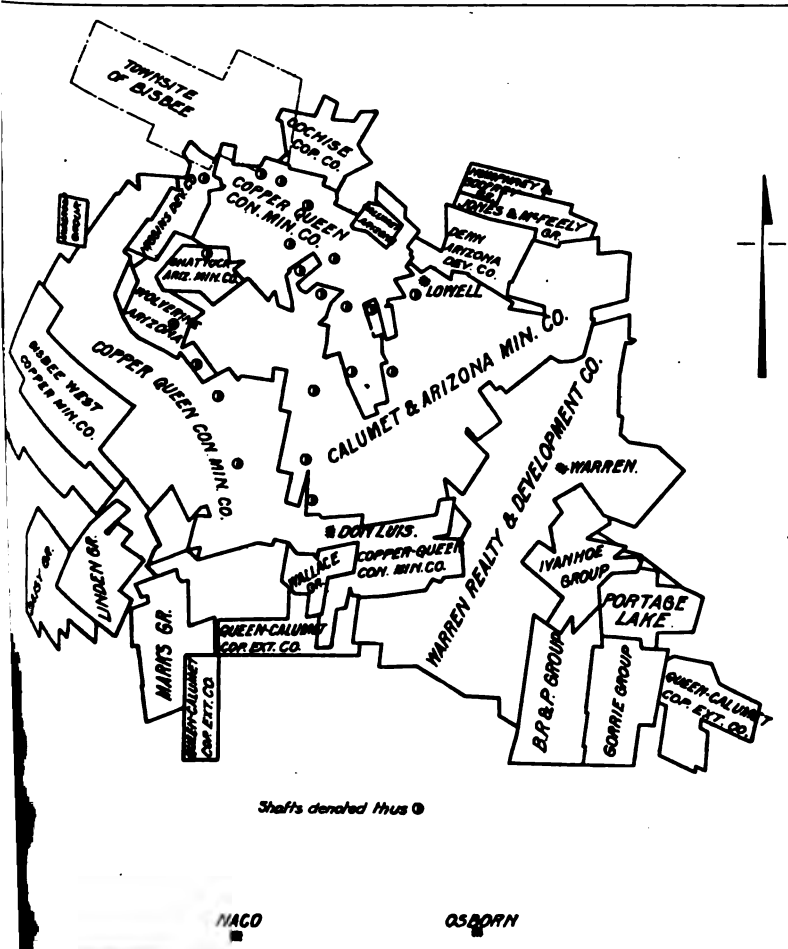 TOWNSITE
OF BISBEE
COCHISE
COP. CO.
COPPER QUEEN
CON. MIN. CO.
JONES & McFEELY
GR.
DENN
ARIZONA
DEV. CO.
LOWELL
SHATTUCK
ARIZ. MIN. CO.
WOLVERINE
ARIZONA
BISBEE WEST
COPPER MIN. CO.
COPPER QUEEN CON. MIN. CO.
CALUMET & ARIZONA MIN. CO.
WARREN REALTY & DEVELOPMENT CO.
WARREN.
DON LUIS.
WALLACE
GR.
COPPER-QUEEN
CON. MIN. CO.
IVANHOE
GROUP
PORTAGE
LAKE.
LINDEN GR.
MARKS GR.
QUEEN-CALUMET
COP. EXT. CO.
QUEEN-CALUMET
COP. EXT. CO.
B.R & P. GROUP
GORRIE GROUP
QUEEN-CALUMET
COP. EXT. CO.
Shafts denoted thus
NACO
OSBORN